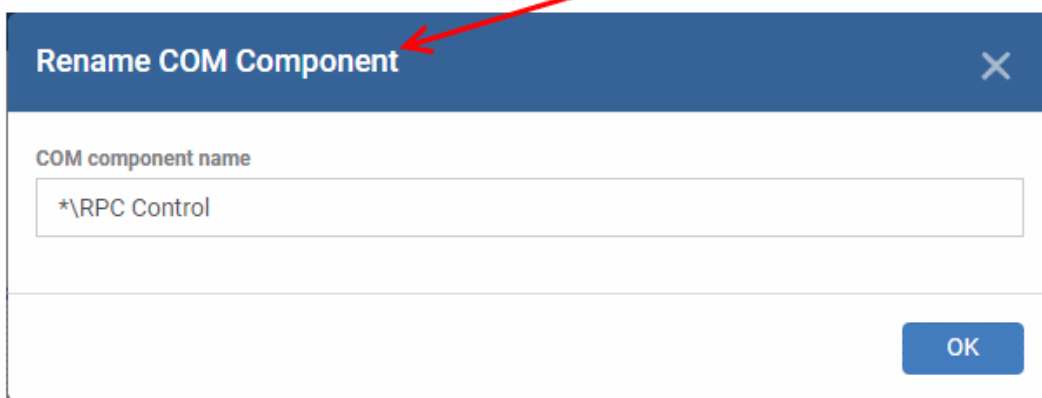 Rename COM Component
COM component name
*\RPC Control
OK